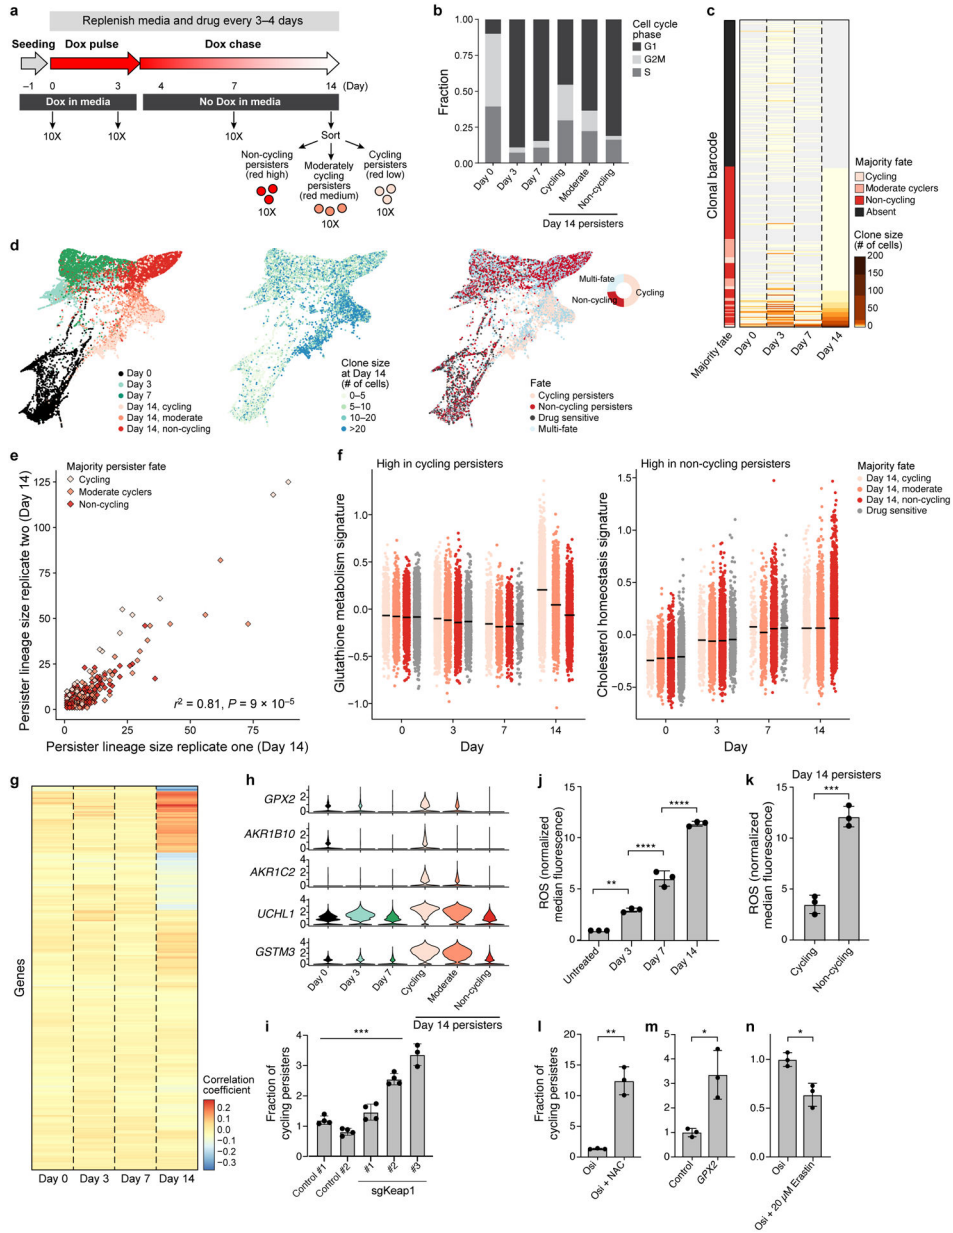 a
Replenish media and drug every 3–4 days
Seeding
Dox pulse
Dox chase
–1 0 3 4 7 14 (Day)
Dox in media
No Dox in media
10X 10X 10X Sort
Non-cycling
persisters
(red high)
10X
Moderately
cycling
persisters
(red medium)
10X
Cycling
persisters
(red low)
10X
b
Fraction
1.00
0.75
0.50
0.25
0.00
Day 0
Day 3
Day 7
Cycling
Moderate
Non-cycling
Day 14 persisters
Cell cycle
phase
G1
G2M
S
c
Clonal barcode
Majority fate
Day 0
Day 3
Day 7
Day 14
Majority fate
Cycling
Moderate cyclers
Non-cycling
Absent
Clone size
(# of cells)
200
150
100
50
0
d
Day 0
Day 3
Day 7
Day 14, cycling
Day 14, moderate
Day 14, non-cycling
Clone size
at Day 14
(# of cells)
0–5
5–10
10–20
>20
Multi-fate
Cycling
Non-cycling
Fate
Cycling persisters
Non-cycling persisters
Drug sensitive
Multi-fate
e
Majority persister fate
Cycling
Moderate cyclers
Non-cycling
Persister lineage size replicate two (Day 14)
125
100
75
50
25
0
0 25 50 75
r² = 0.81, P = 9 × 10⁻⁵
Persister lineage size replicate one (Day 14)
f
High in cycling persisters
Glutathione metabolism signature
1.0
0.5
0.0
−0.5
−1.0
0 3 7 14
Day
High in non-cycling persisters
Cholesterol homeostasis signature
1.5
1.0
0.5
0.0
−0.5
0 3 7 14
Day
Majority fate
Day 14, cycling
Day 14, moderate
Day 14, non-cycling
Drug sensitive
g
Genes
Day 0 Day 3 Day 7 Day 14
Correlation
coefficient
0.2
0.1
0.0
−0.1
−0.2
−0.3
h
GPX2
2
0
AKR1B10
2
0
AKR1C2
2
0
UCHL1
4
2
0
GSTM3
4
2
0
Day 0
Day 3
Day 7
Cycling
Moderate
Non-cycling
Day 14 persisters
i
Fraction of
cycling persisters
4
3
2
1
0
***
Control #1
Control #2
#1
#2
#3
sgKeap1
j
ROS (normalized
median fluorescence)
15
10
5
0
**
****
****
Untreated
Day 3
Day 7
Day 14
k
Day 14 persisters
ROS (normalized
median fluorescence)
15
10
5
0
***
Cycling
Non-cycling
l
Fraction of
cycling persisters
20
15
10
5
0
**
Osi
Osi + NAC
m
5
4
3
2
1
0
*
Control
GPX2
n
1.0
0.5
0
*
Osi
Osi + 20 μM Erastin